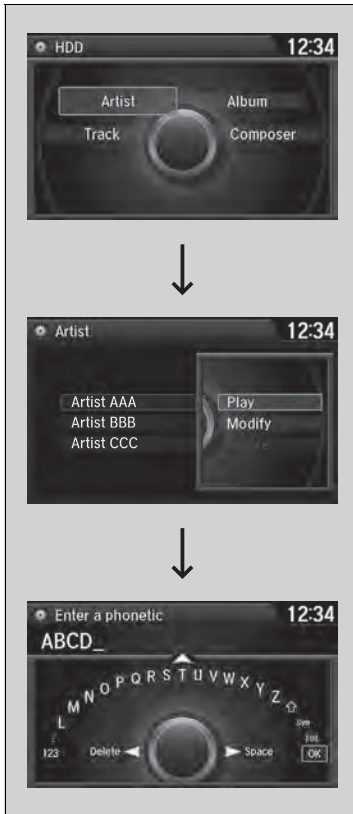 HDD 12:34
Artist Album
Track Composer
Artist 12:34
Artist AAA Play
Artist BBB Modify
Artist CCC
Enter a phonetic 12:34
ABCD_
L M N O P Q R S T U V W X Y Z
Sym
123 Delete Space OK